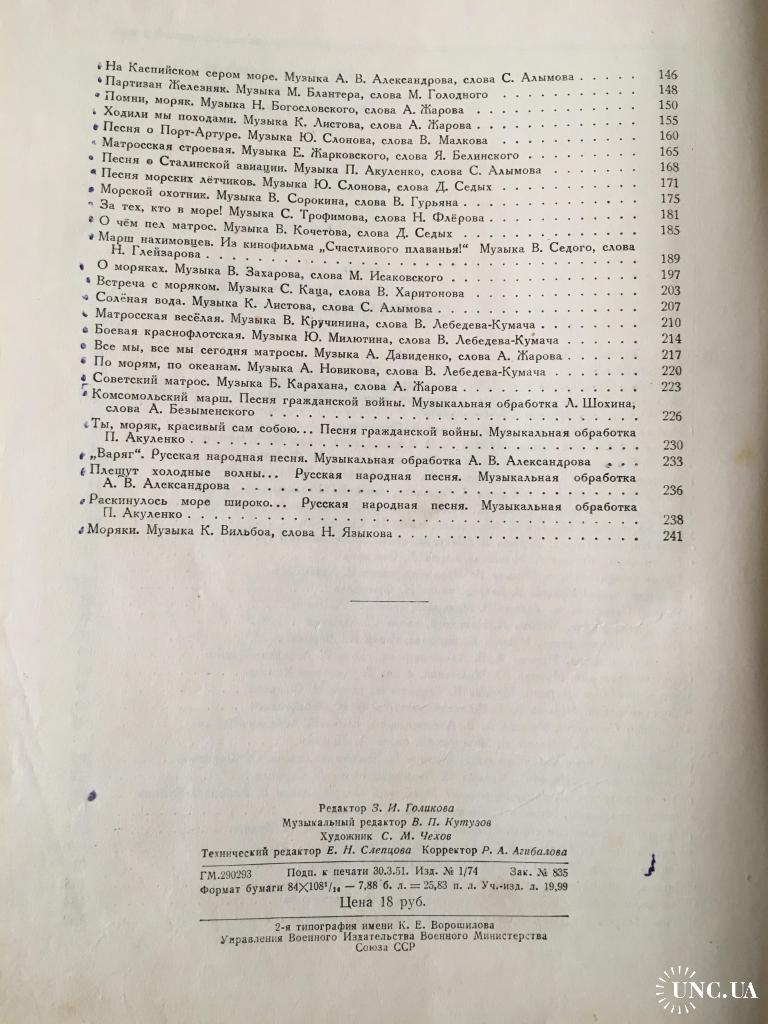 На Каспийском сером море. Музыка А. В. Александрова, слова С. Алымова . . . . . 146
Партизан Железняк. Музыка М. Блантера, слова М. Голодного . . . . . . . . . . 148
Помни, моряк. Музыка Н. Богословского, слова А. Жарова . . . . . . . . . . . 150
Ходили мы походами. Музыка К. Листова, слова А. Жарова . . . . . . . . . . . 155
Песня о Порт-Артуре. Музыка Ю. Слонова, слова В. Малкова . . . . . . . . . . 160
Матросская строевая. Музыка Е. Жарковского, слова Я. Белинского . . . . . . . . 165
Песня о Сталинской авиации. Музыка П. Акуленко, слова С. Алымова . . . . . . . 168
Песня морских лётчиков. Музыка Ю. Слонова, слова Д. Седых . . . . . . . . . . 171
Морской охотник. Музыка В. Сорокина, слова В. Гурьяна . . . . . . . . . . . 175
За тех, кто в море! Музыка С. Трофимова, слова Н. Флёрова . . . . . . . . . . 181
О чём пел матрос. Музыка В. Кочетова, слова Д. Седых . . . . . . . . . . . . 185
Марш нахимовцев. Из кинофильма „Счастливого плаванья!“ Музыка В. Седого, слова
Н. Глейзарова . . . . . . . . . . . . . . . . . . . . . . . . . . . . . 189
О моряках. Музыка В. Захарова, слова М. Исаковского . . . . . . . . . . . . 197
Встреча с моряком. Музыка С. Каца, слова В. Харитонова . . . . . . . . . . . 203
Солёная вода. Музыка К. Листова, слова С. Алымова . . . . . . . . . . . . . 207
Матросская весёлая. Музыка В. Кручинина, слова В. Лебедева-Кумача . . . . . . . 210
Боевая краснофлотская. Музыка Ю. Милютина, слова В. Лебедева-Кумача . . . . . . 214
Все мы, все мы сегодня матросы. Музыка А. Давиденко, слова А. Жарова . . . . . . 217
По морям, по океанам. Музыка А. Новикова, слова В. Лебедева-Кумача . . . . . . . 220
Советский матрос. Музыка Б. Карахана, слова А. Жарова . . . . . . . . . . . . 223
Комсомольский марш. Песня гражданской войны. Музыкальная обработка Л. Шохина,
слова А. Безыменского . . . . . . . . . . . . . . . . . . . . . . . . . 226
Ты, моряк, красивый сам собою... Песня гражданской войны. Музыкальная обработка
П. Акуленко . . . . . . . . . . . . . . . . . . . . . . . . . . . . . . 230
„Варяг“. Русская народная песня. Музыкальная обработка А. В. Александрова . . . 233
Плещут холодные волны... Русская народная песня. Музыкальная обработка
А. В. Александрова . . . . . . . . . . . . . . . . . . . . . . . . . . . 236
Раскинулось море широко... Русская народная песня. Музыкальная обработка
П. Акуленко . . . . . . . . . . . . . . . . . . . . . . . . . . . . . . 238
Моряки. Музыка К. Вильбоа, слова Н. Языкова . . . . . . . . . . . . . . . . 241
Редактор З. И. Голикова
Музыкальный редактор В. П. Кутузов
Художник С. М. Чехов
Технический редактор Е. Н. Слепцова Корректор Р. А. Агибалова
ГМ.290293 Подп. к печати 30.3.51. Изд. № 1/74 Зак. № 835
Формат бумаги 84×108¹/₁₆ — 7,88 б. л. = 25,83 п. л. Уч.-изд. л. 19,99
Цена 18 руб.
2-я типография имени К. Е. Ворошилова
Управления Военного Издательства Военного Министерства
Союза ССР
UNC.UA